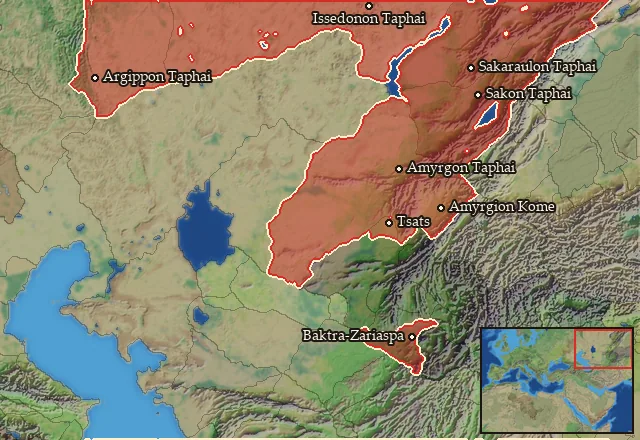 Issedonon Taphai
Sakaraulon Taphai
Argippon Taphai
Sakon Taphai
Amyrgon Taphai
Amyrgion Kome
Tsats
Baktra-Zariaspa